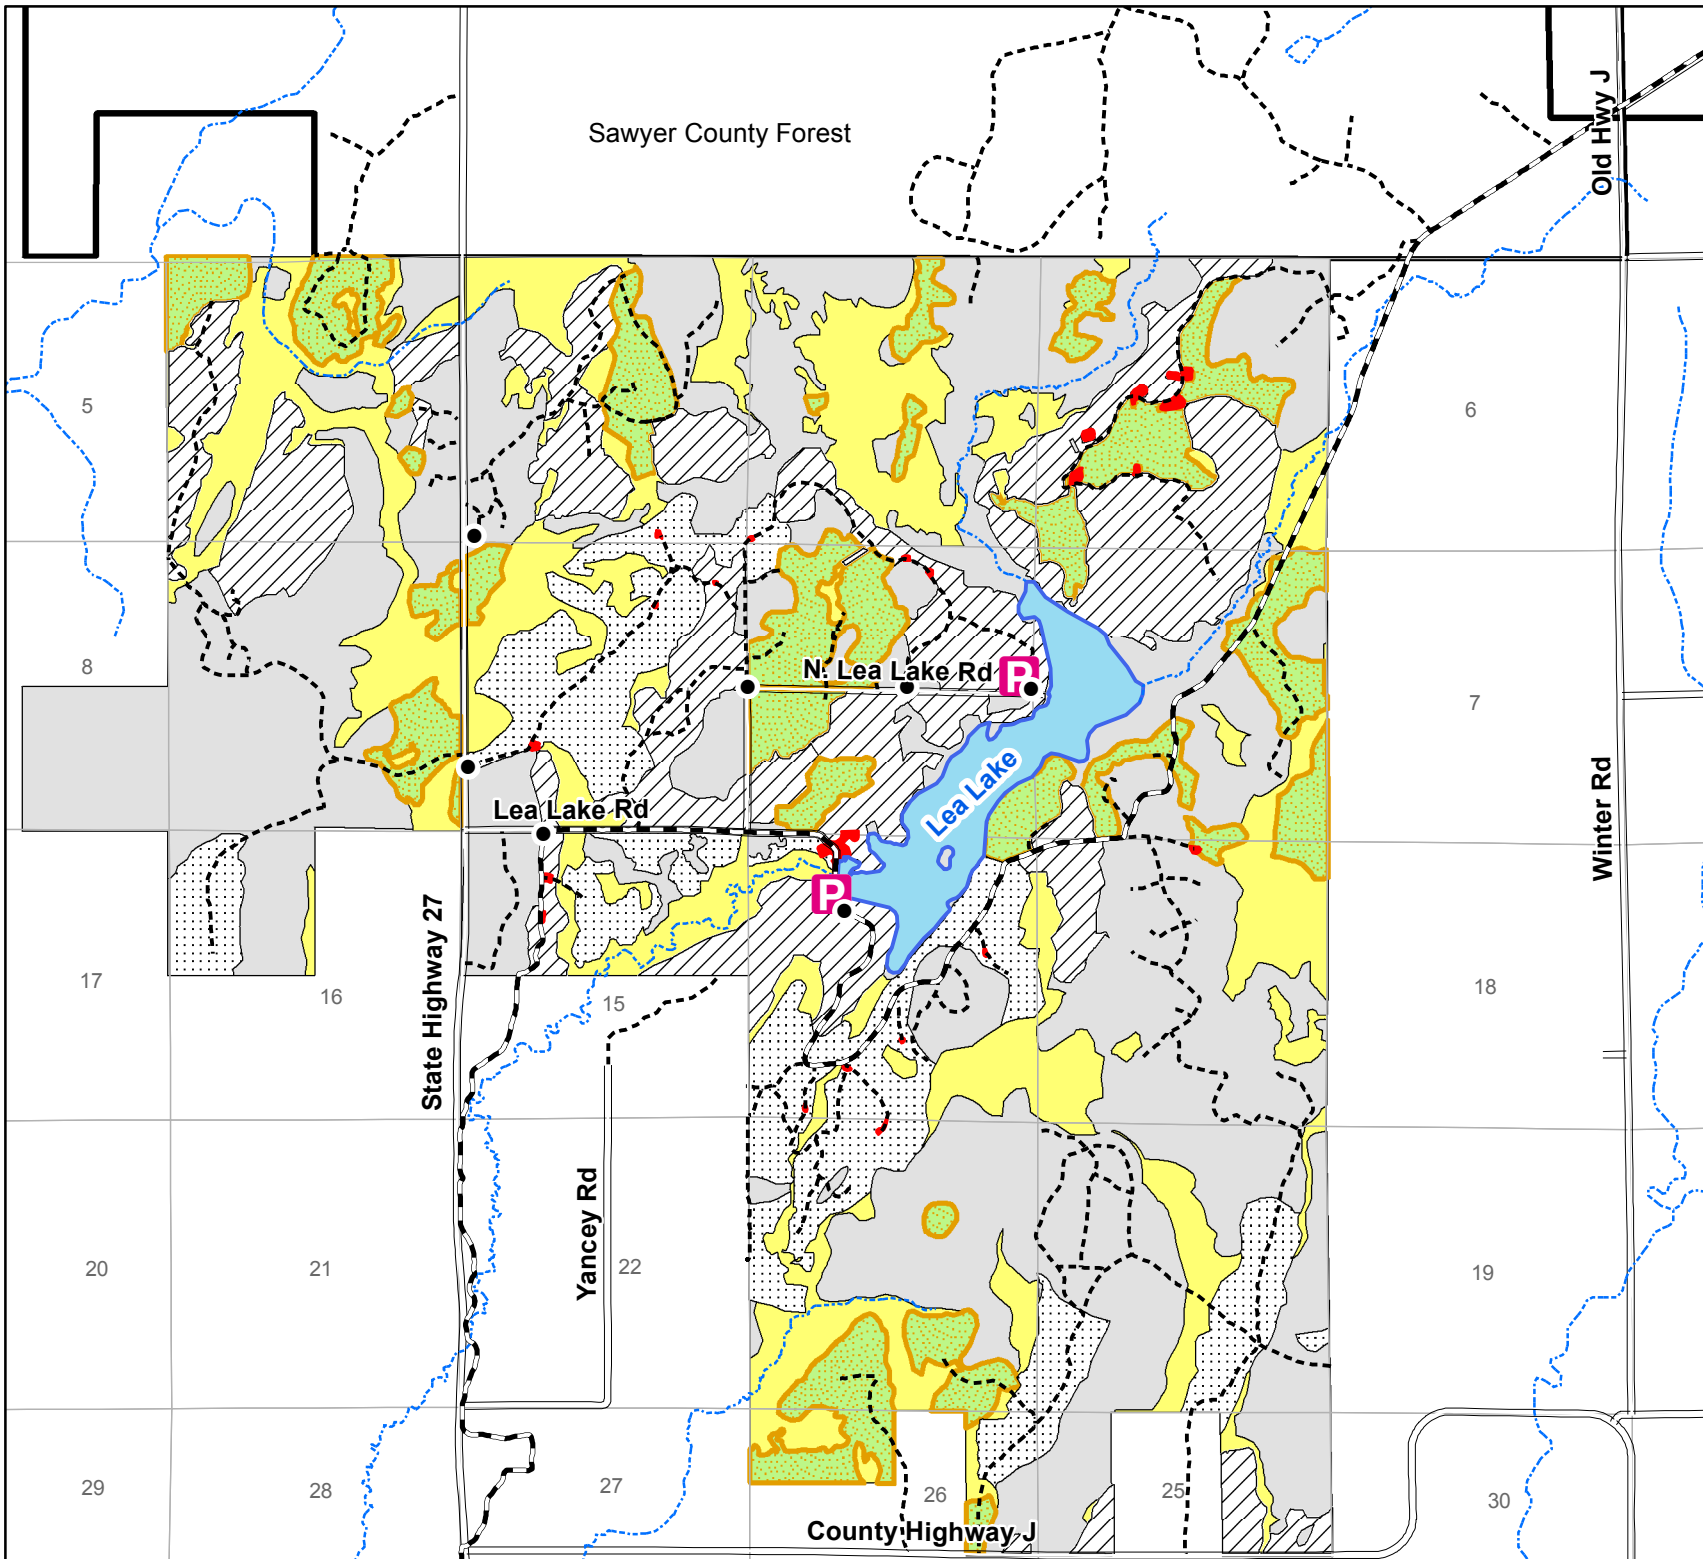 Sawyer County Forest
Old Hwy J
5
6
8
N. Lea Lake Rd
P
7
Lea Lake
Lea Lake Rd
Winter Rd
P
State Highway 27
17
16
15
18
Yancey Rd
20
21
22
19
29
28
27
26
25
30
County Highway J